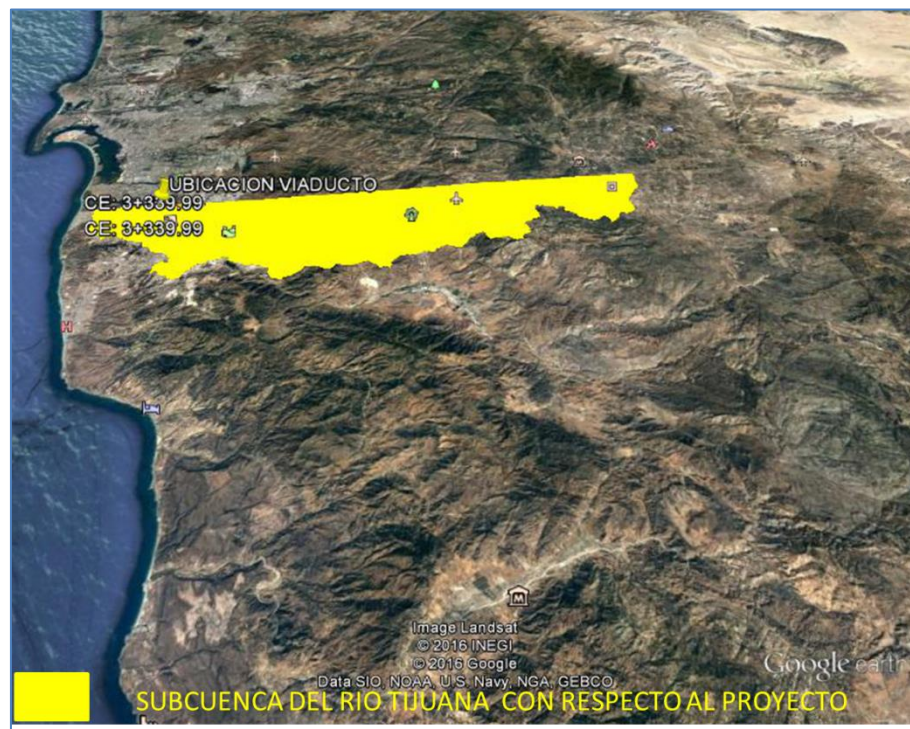 UBICACION VIADUCTO
CE: 3+339.99
CE: 3+339.99
H
M
Image Landsat
© 2016 INEGI
© 2016 Google
Data SIO, NOAA, U.S. Navy, NGA, GEBCO
Google earth
SUBCUENCA DEL RIO TIJUANA CON RESPECTO AL PROYECTO